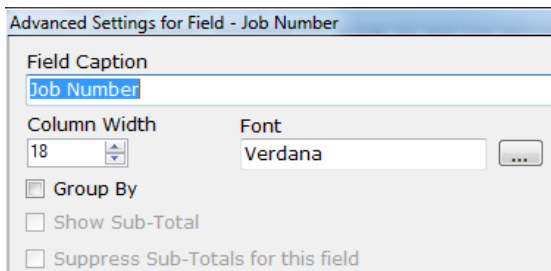 Advanced Settings for Field - Job Number
Field Caption
Job Number
Column Width Font
18 Verdana ...
Group By
Show Sub-Total
Suppress Sub-Totals for this field